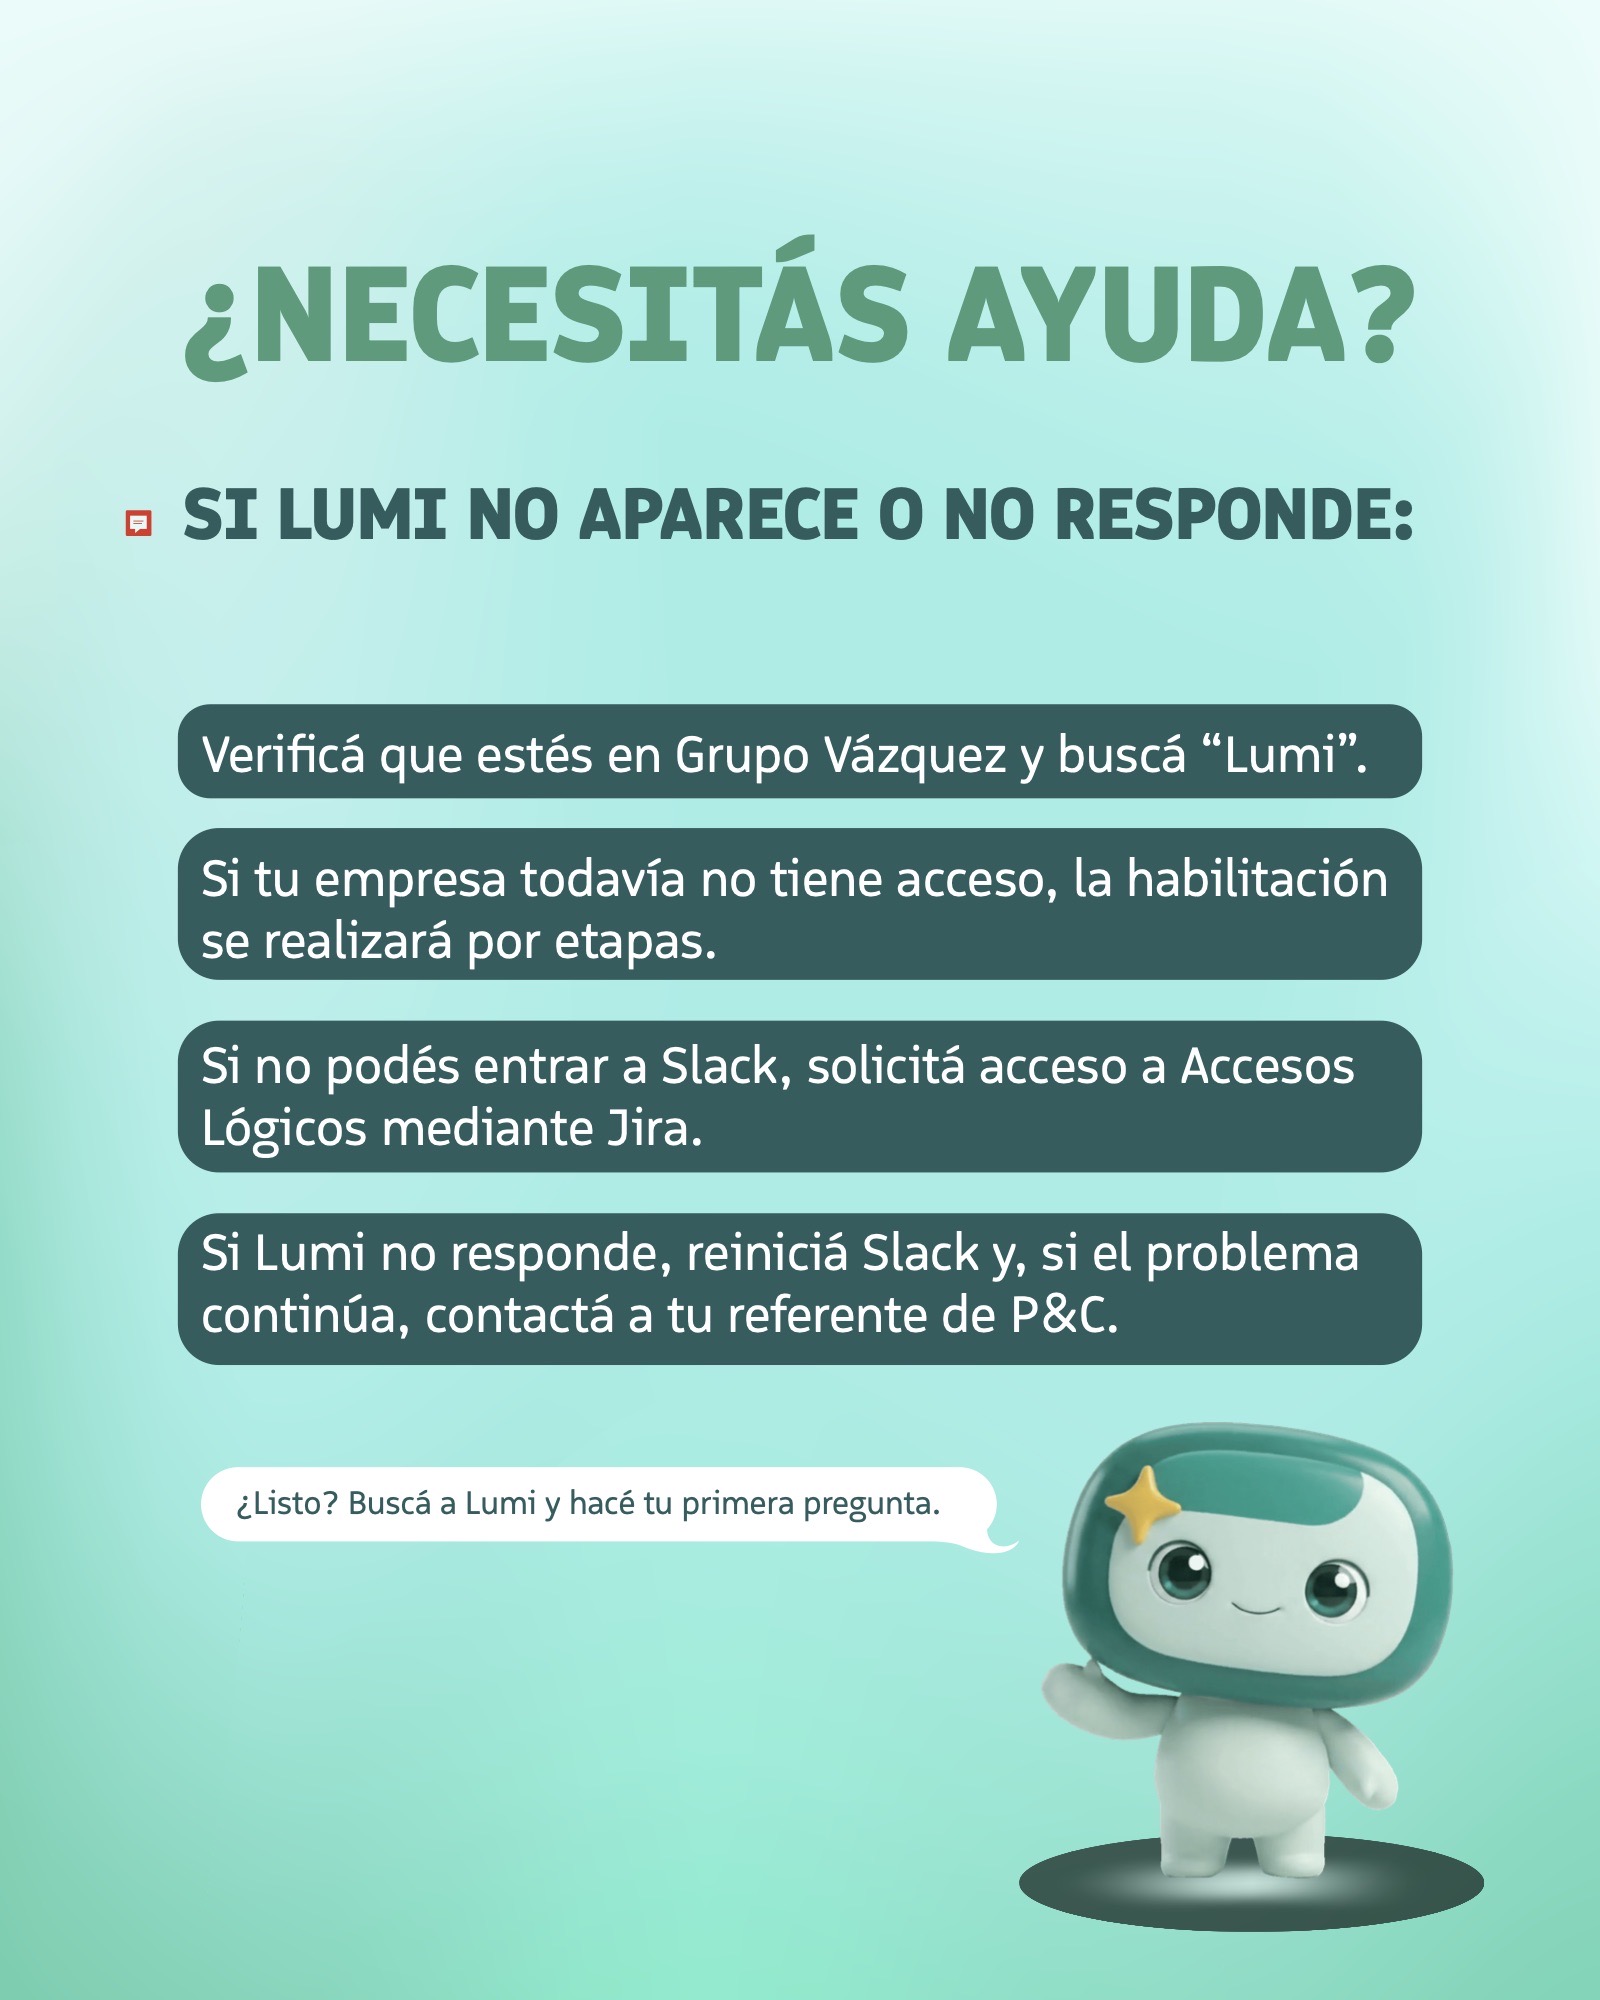 ¿NECESITÁS AYUDA?
SI LUMI NO APARECE O NO RESPONDE:
Verificá que estés en Grupo Vázquez y buscá “Lumi”.
Si tu empresa todavía no tiene acceso, la habilitación
se realizará por etapas.
Si no podés entrar a Slack, solicitá acceso a Accesos
Lógicos mediante Jira.
Si Lumi no responde, reiniciá Slack y, si el problema
continúa, contactá a tu referente de P&C.
¿Listo? Buscá a Lumi y hacé tu primera pregunta.